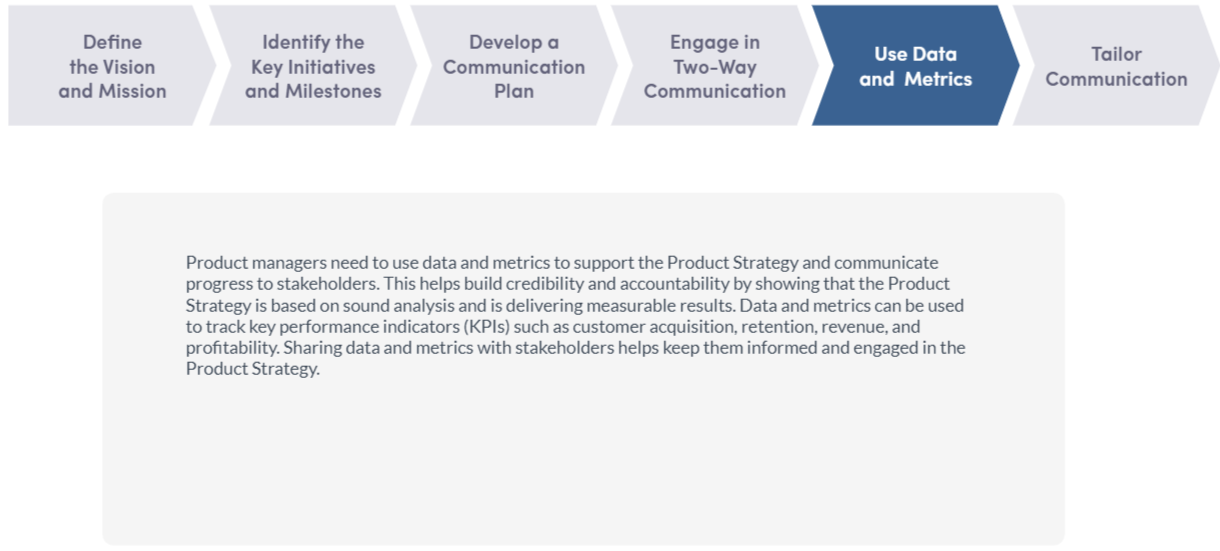 Define
the Vision
and Mission
Identify the
Key Initiatives
and Milestones
Develop a
Communication
Plan
Engage in
Two-Way
Communication
Use Data
and Metrics
Tailor
Communication
Product managers need to use data and metrics to support the Product Strategy and communicate
progress to stakeholders. This helps build credibility and accountability by showing that the Product
Strategy is based on sound analysis and is delivering measurable results. Data and metrics can be used
to track key performance indicators (KPIs) such as customer acquisition, retention, revenue, and
profitability. Sharing data and metrics with stakeholders helps keep them informed and engaged in the
Product Strategy.